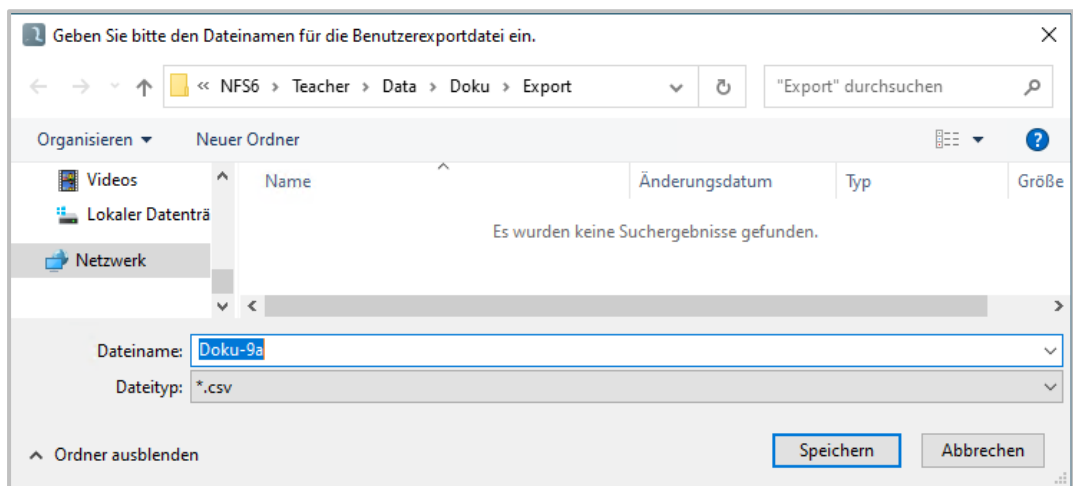 Geben Sie bitte den Dateinamen für die Benutzerexportdatei ein.
« NFS6 › Teacher › Data › Doku › Export
"Export" durchsuchen
Organisieren
Neuer Ordner
?
Videos
Lokaler Datenträ
Netzwerk
Name
Änderungsdatum
Typ
Größe
Es wurden keine Suchergebnisse gefunden.
Dateiname: Doku-9a
Dateityp: *.csv
Ordner ausblenden
Speichern
Abbrechen